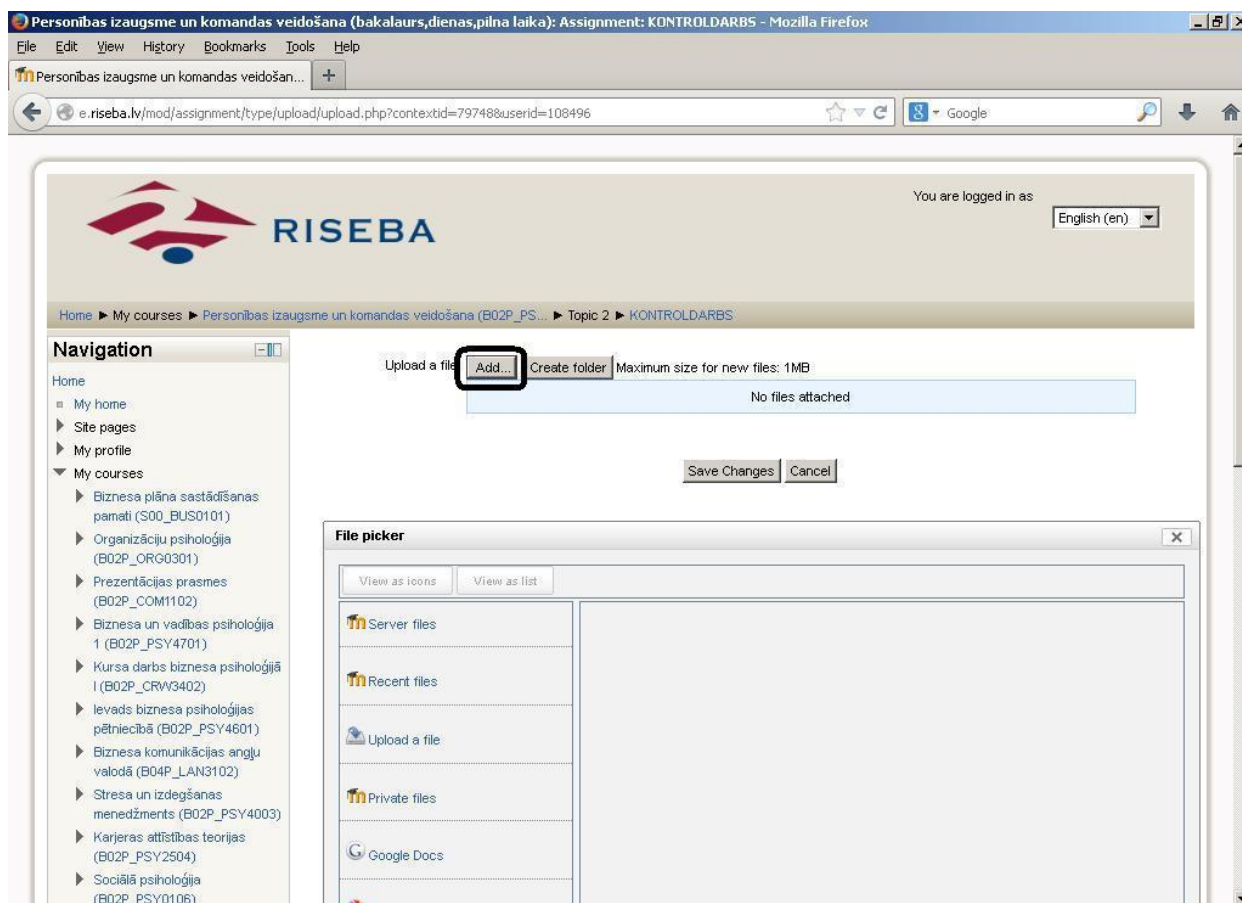 Personības izaugsme un komandas veidošana (bakalaurs,dienas,pilna laika): Assignment: KONTROLDARBS - Mozilla Firefox
File Edit View History Bookmarks Tools Help
Personības izaugsme un komandas veidošan...
e.riseba.lv/mod/assignment/type/upload/upload.php?contextid=79748&userid=108496
Google
RISEBA
You are logged in as
English (en)
Home ► My courses ► Personības izaugsme un komandas veidošana (B02P_PS... ► Topic 2 ► KONTROLDARBS
Navigation
Home
My home
Site pages
My profile
My courses
Biznesa plāna sastādīšanas
pamati (S00_BUS0101)
Organizāciju psiholoģija
(B02P_ORG0301)
Prezentācijas prasmes
(B02P_COM1102)
Biznesa un vadības psiholoģija
1 (B02P_PSY4701)
Kursa darbs biznesa psiholoģijā
I (B02P_CRW3402)
Ievads biznesa psiholoģijas
pētniecībā (B02P_PSY4601)
Biznesa komunikācijas angļu
valodā (B04P_LAN3102)
Stresa un izdegšanas
menedžments (B02P_PSY4003)
Karjeras attīstības teorijas
(B02P_PSY2504)
Sociālā psiholoģija
(B02P_PSY0106)
Upload a file Add... Create folder Maximum size for new files: 1MB
No files attached
Save Changes Cancel
File picker
View as icons View as list
Server files
Recent files
Upload a file
Private files
Google Docs